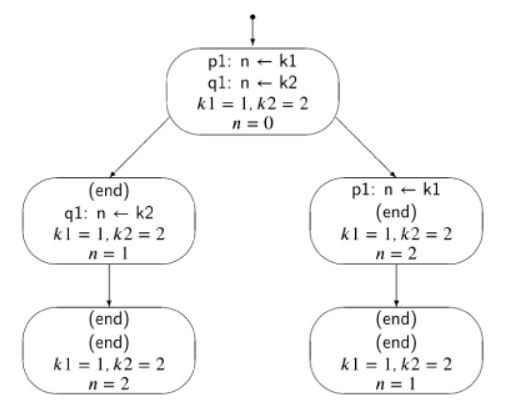 p1: n ← k1
q1: n ← k2
k1 = 1, k2 = 2
n = 0
(end)
q1: n ← k2
k1 = 1, k2 = 2
n = 1
p1: n ← k1
(end)
k1 = 1, k2 = 2
n = 2
(end)
(end)
k1 = 1, k2 = 2
n = 2
(end)
(end)
k1 = 1, k2 = 2
n = 1